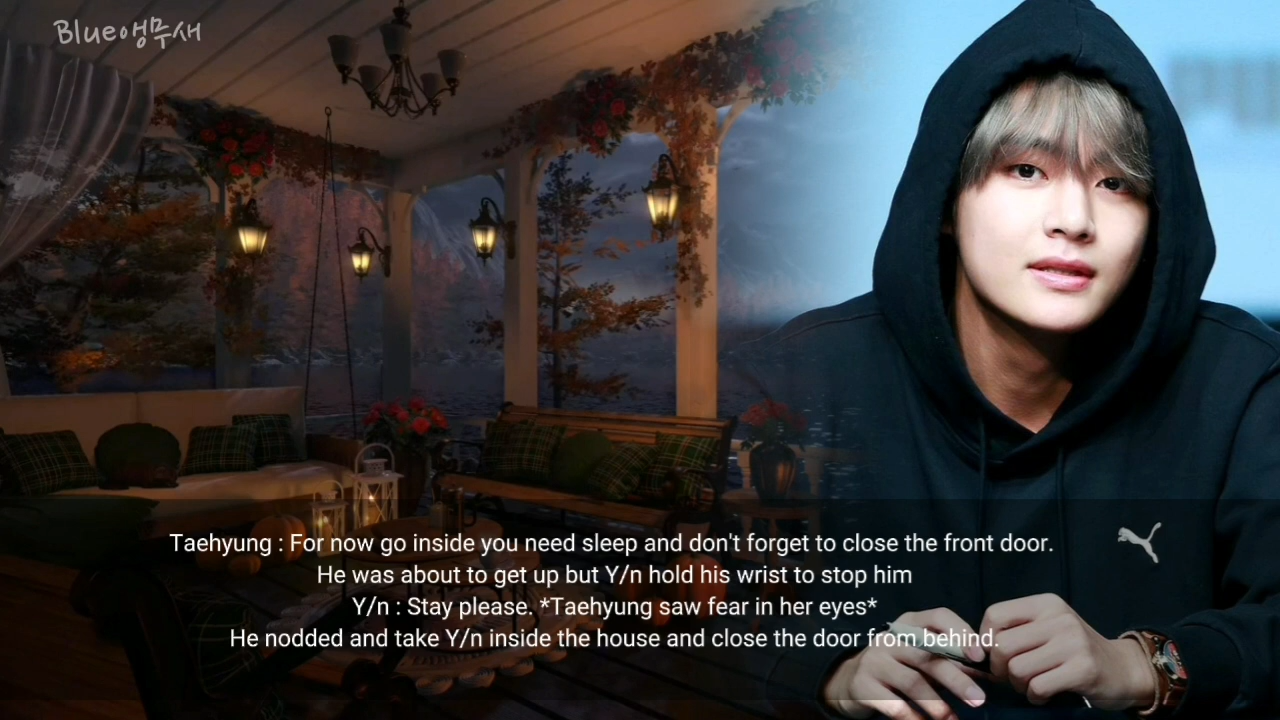 Blue앵무새
Taehyung : For now go inside you need sleep and don't forget to close the front door.
He was about to get up but Y/n hold his wrist to stop him
Y/n : Stay please. *Taehyung saw fear in her eyes*
He nodded and take Y/n inside the house and close the door from behind.